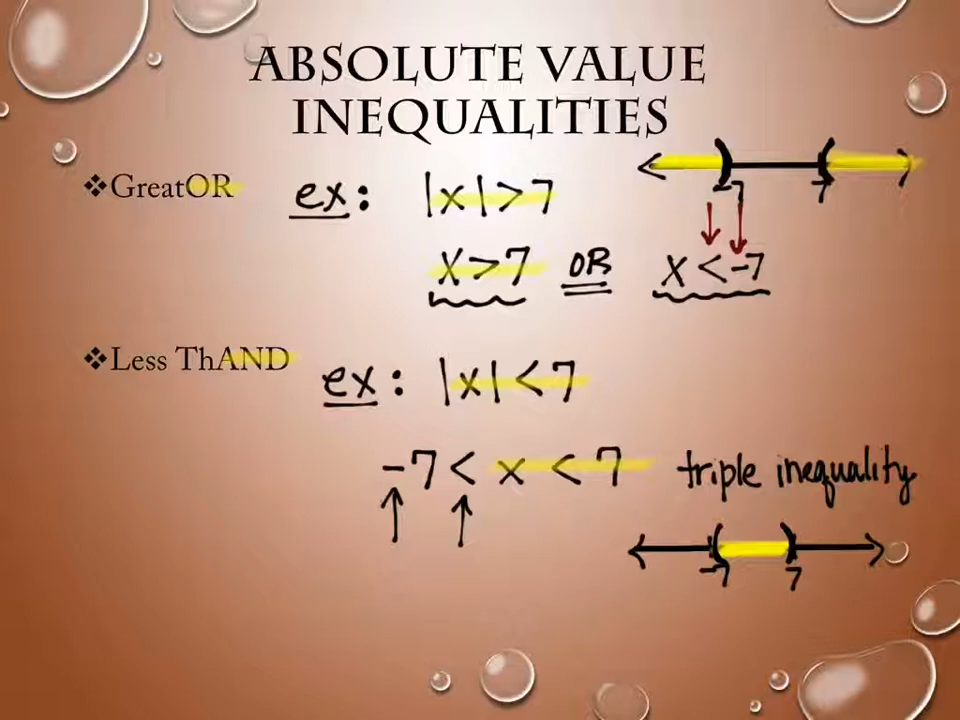 ABSOLUTE VALUE
INEQUALITIES
❖GreatOR
ex: |x|>7
-7 7
x>7 OR x<-7
❖Less ThAND
ex: |x|<7
-7< x <7 triple inequality
-7 7